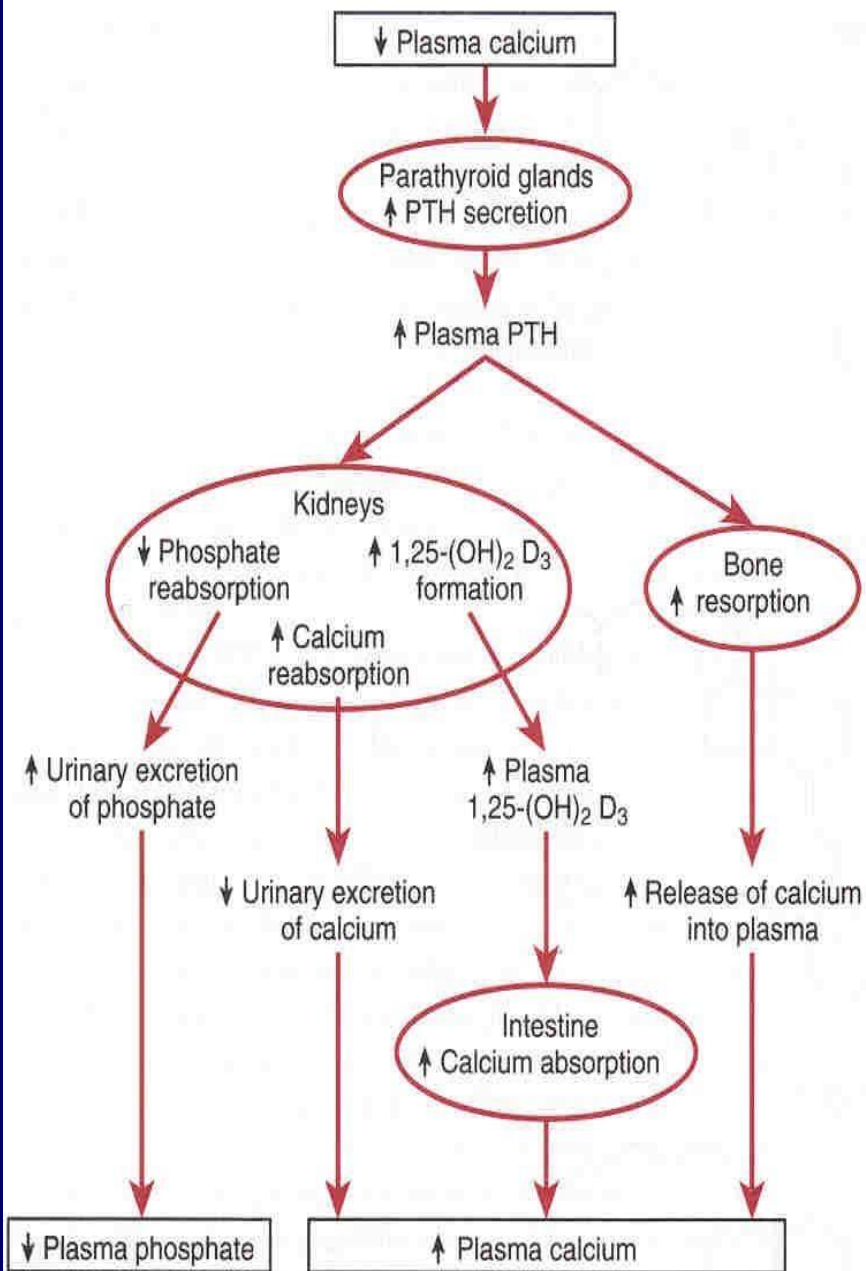 ↓ Plasma calcium
Parathyroid glands
↑ PTH secretion
↑ Plasma PTH
Kidneys
↓ Phosphate
reabsorption
↑ 1,25-(OH)₂ D₃
formation
↑ Calcium
reabsorption
Bone
↑ resorption
↑ Urinary excretion
of phosphate
↑ Plasma
1,25-(OH)₂ D₃
↓ Urinary excretion
of calcium
↑ Release of calcium
into plasma
Intestine
↑ Calcium absorption
↓ Plasma phosphate
↑ Plasma calcium